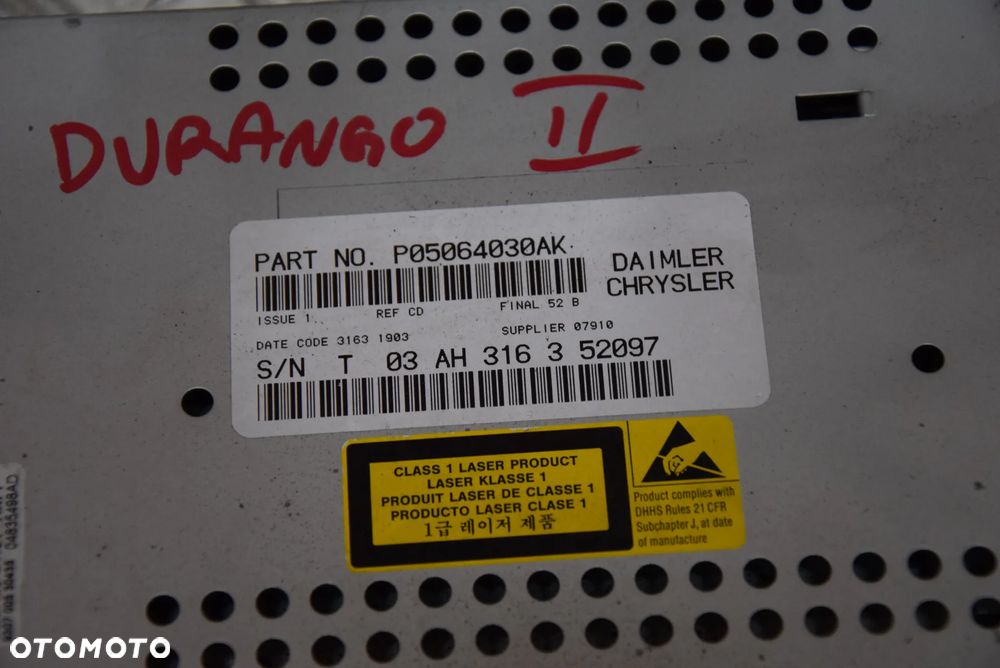 DURANGO II
PART NO. P05064030AK
DAIMLER
CHRYSLER
ISSUE 1 REF CD FINAL 52 B
DATE CODE 3163 1903 SUPPLIER 07910
S/N T 03 AH 316 3 52097
CLASS 1 LASER PRODUCT
LASER KLASSE 1
PRODUIT LASER DE CLASSE 1
PRODUCTO LASER CLASE 1
1급 레이저 제품
Product complies with
DHHS Rules 21 CFR
Subchapter J, at date
of manufacture
04835498AD
OTOMOTO